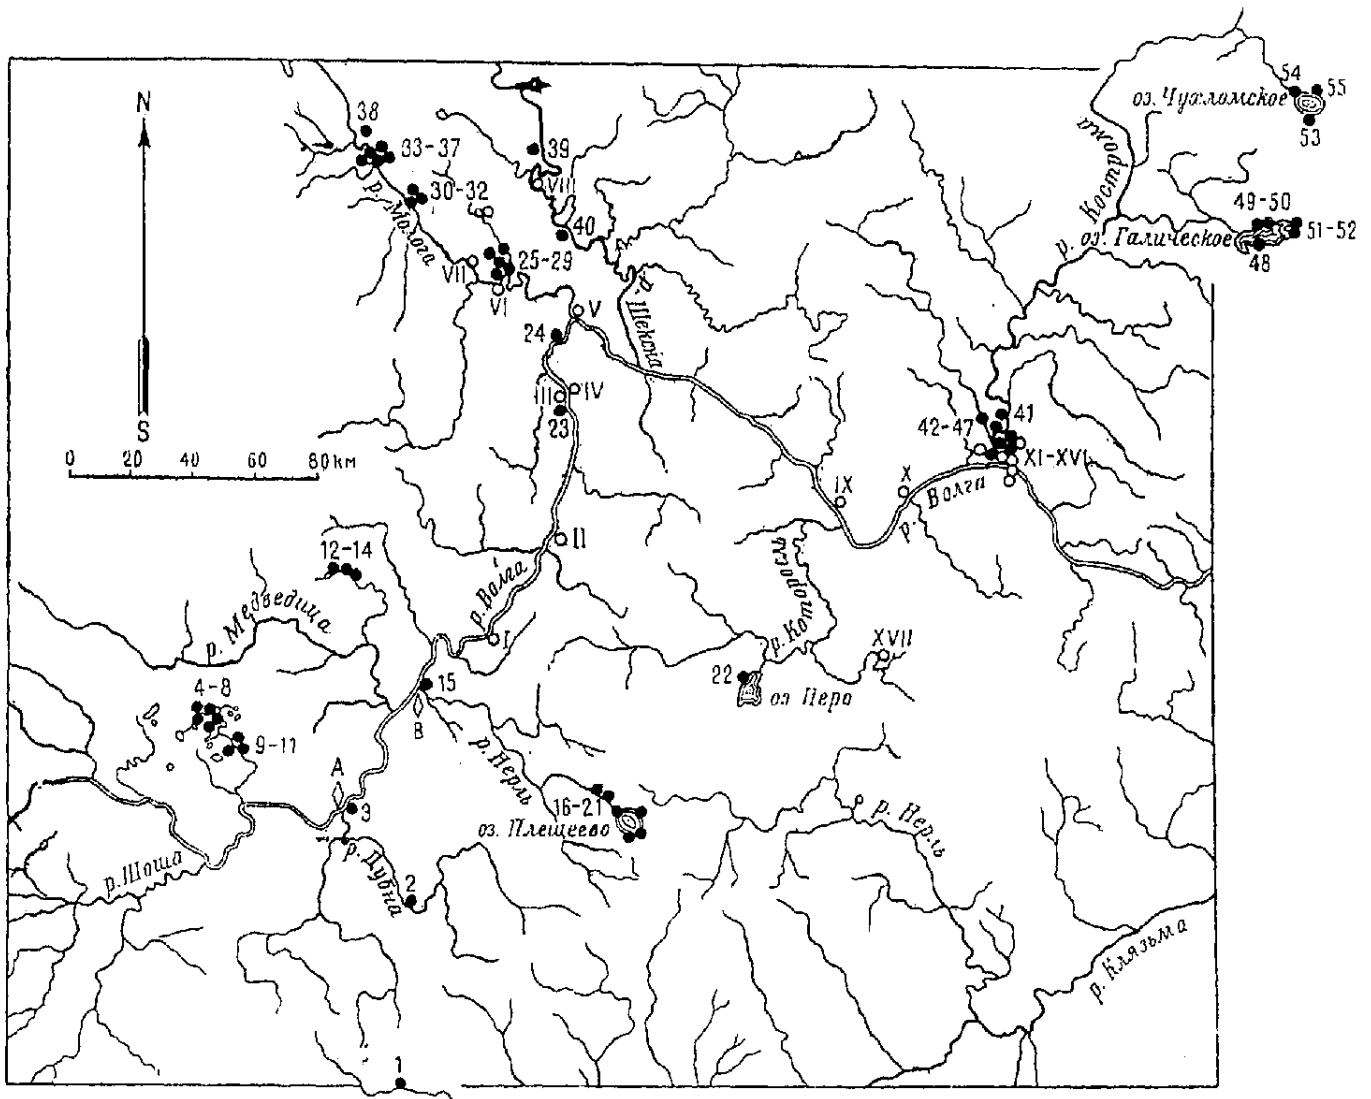 54
55
оз. Чухломское
53
N
38
33-37
39
VIII
30-32
р. Молога
40
р. Кострома
49-50
51-52
оз. Галическое
48
VII
25-29
VI
V
р. Шексна
24
III
IV
23
S
0 20 40 60 80 км
42-47
41
XI-XVI
IX
X
р. Волга
II
12-14
р. Волга
р. Которосль
р. Медведица
I
XVII
22
оз. Неро
4-8
15
B
9-11
р. Нерль
A
3
16-21
оз. Плещеево
р. Нерль
р. Шоша
р. Дубна
2
р. Клязьма
1